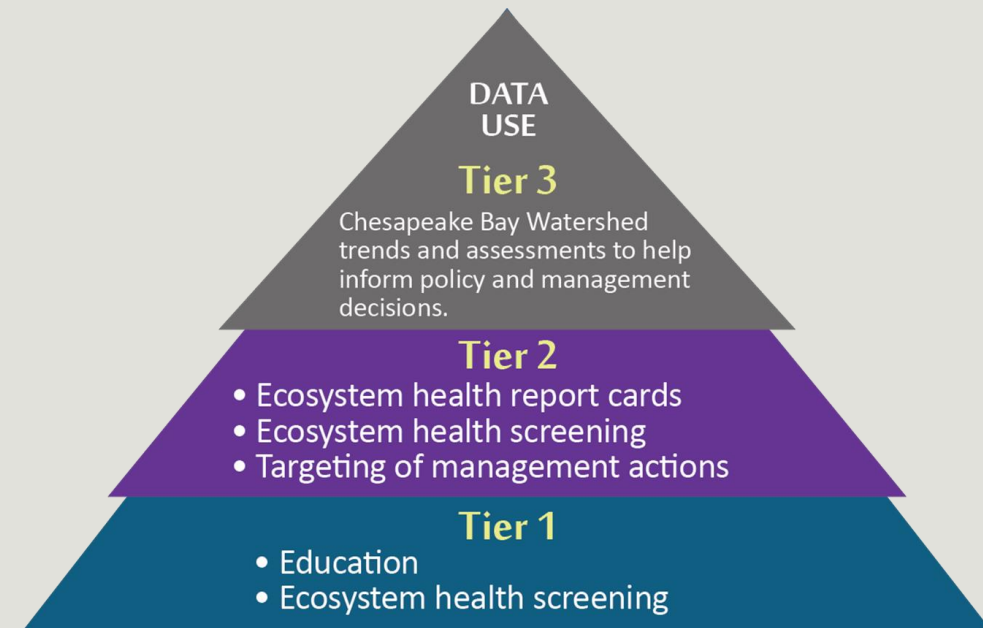 DATA
USE
Tier 3
Chesapeake Bay Watershed
trends and assessments to help
inform policy and management
decisions.
Tier 2
• Ecosystem health report cards
• Ecosystem health screening
• Targeting of management actions
Tier 1
• Education
• Ecosystem health screening